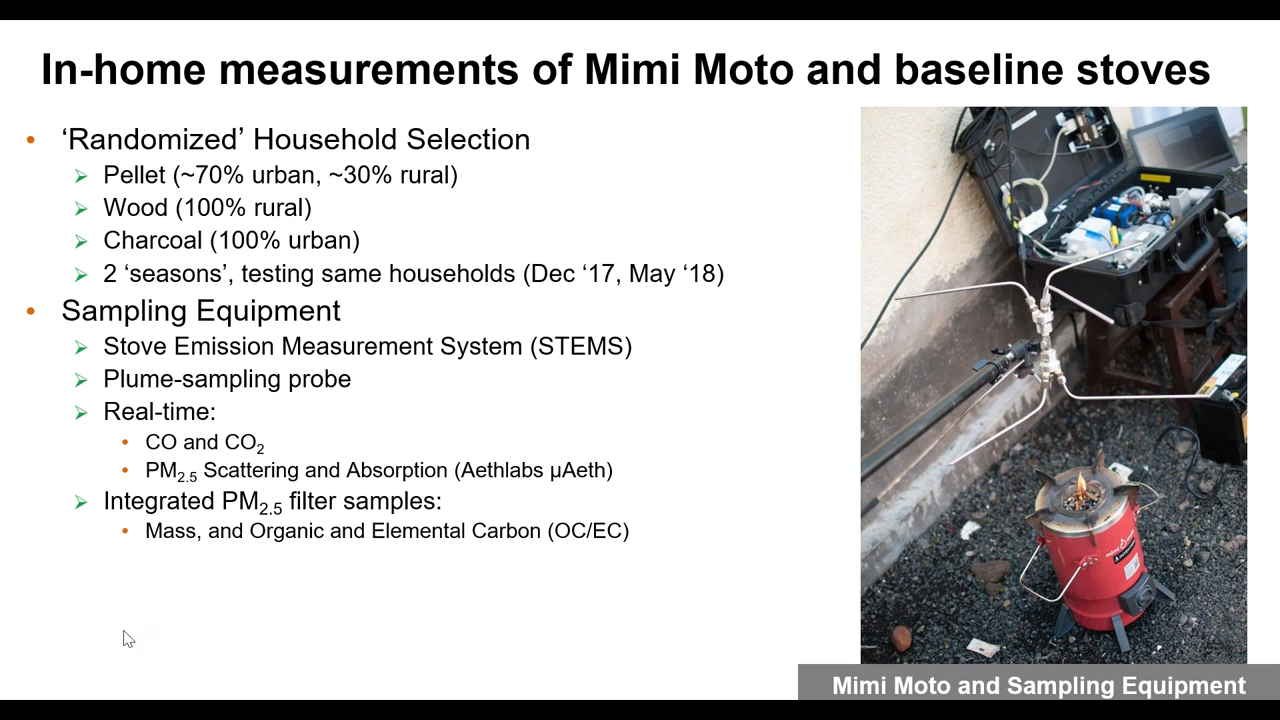 In-home measurements of Mimi Moto and baseline stoves
‘Randomized’ Household Selection
Pellet (~70% urban, ~30% rural)
Wood (100% rural)
Charcoal (100% urban)
2 ‘seasons’, testing same households (Dec ‘17, May ‘18)
Sampling Equipment
Stove Emission Measurement System (STEMS)
Plume-sampling probe
Real-time:
CO and CO₂
PM₂.₅ Scattering and Absorption (Aethlabs µAeth)
Integrated PM₂.₅ filter samples:
Mass, and Organic and Elemental Carbon (OC/EC)
Mimi Moto and Sampling Equipment